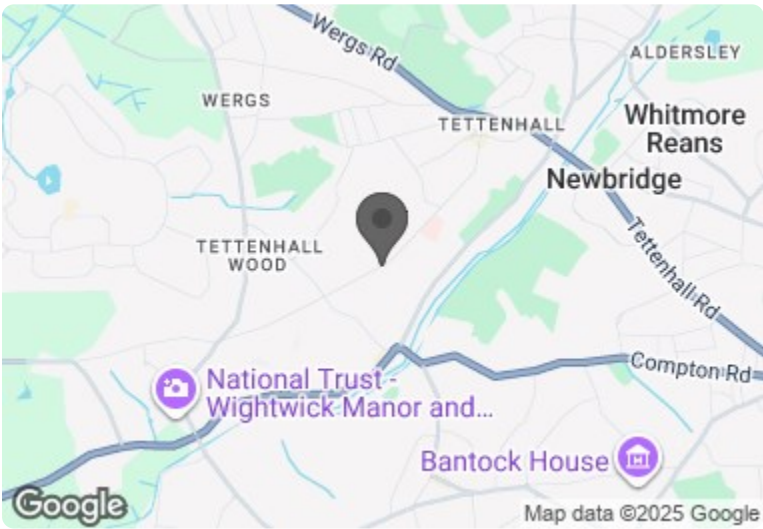 Wergs Rd
ALDERSLEY
WERGS
Whitmore
Reans
TETTENHALL
Newbridge
TETTENHALL
WOOD
Tettenhall Rd
Compton Rd
National Trust -
Wightwick Manor and...
Bantock House
Google
Map data ©2025 Google